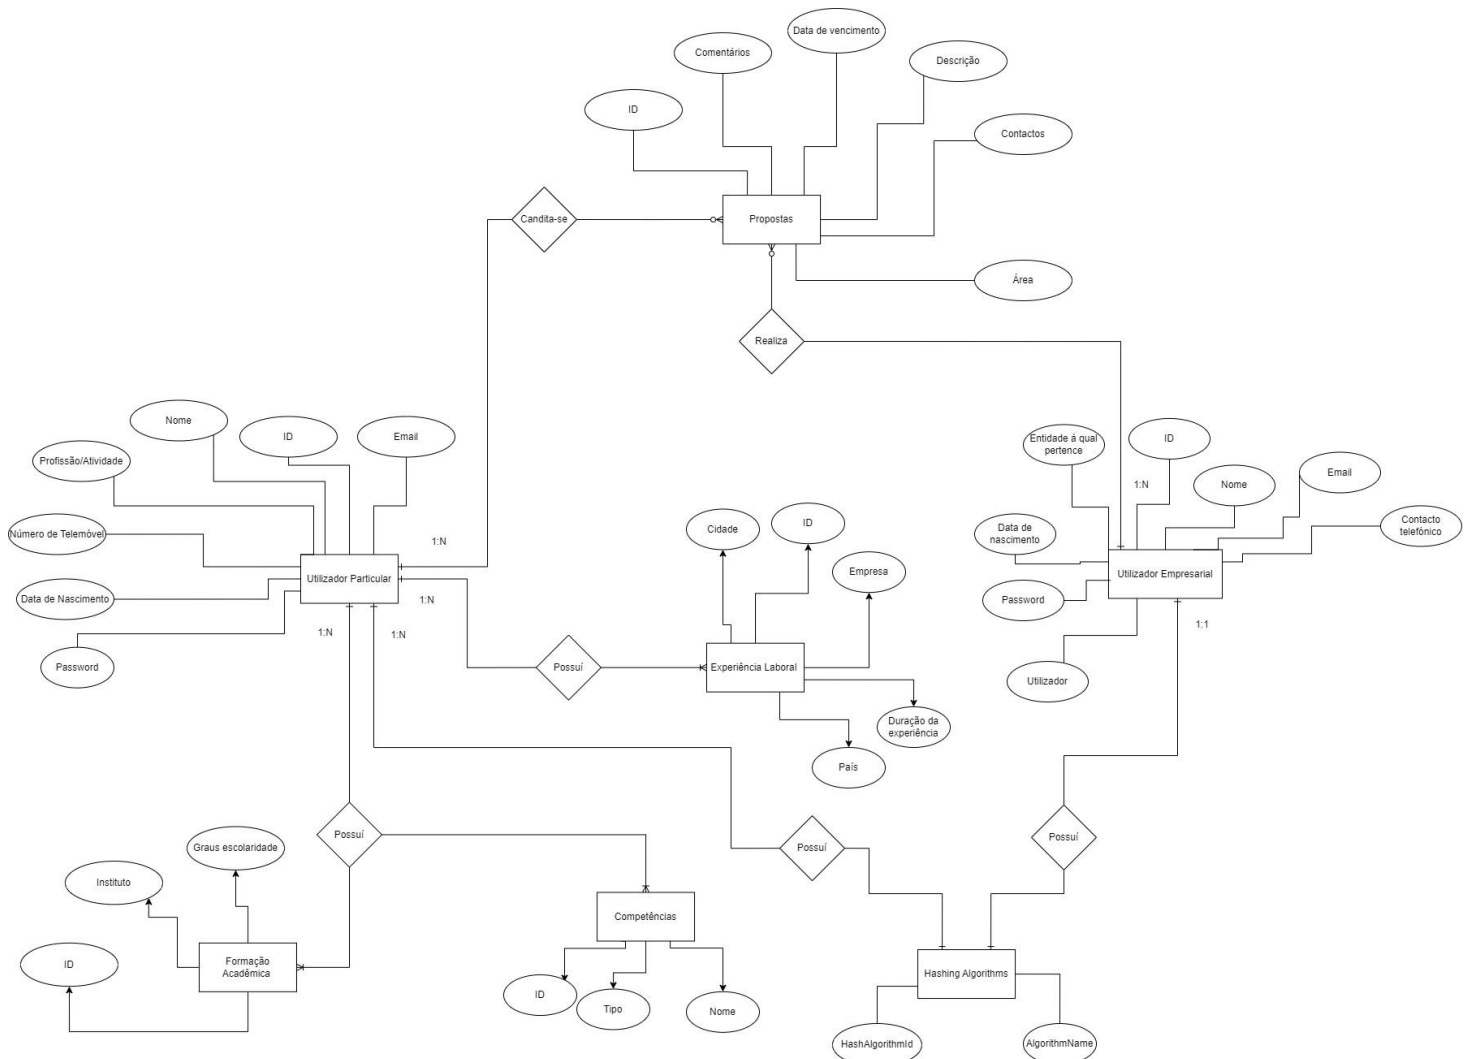 Data de vencimento
Comentários
Descrição
ID
Contactos
Candita-se
Propostas
Área
Realiza
Nome
ID
Email
Profissão/Atividade
Número de Telemòvel
1:N
Utilizador Particular
1:N
Data de Nascimento
1:N
1:N
Password
Entidade à qual
pertence
ID
1:N
Nome
Email
Contacto
telefónico
Data de
nascimento
Utilizador Empresarial
Password
1:1
Utilizador
Cidade
ID
Empresa
Possuí
Experiência Laboral
Duração da
experiência
País
Possuí
Possuí
Possuí
Graus escolaridade
Instituto
ID
Formação
Acadêmica
Competências
ID
Tipo
Nome
Hashing Algorithms
HashAlgorithmId
AlgorithmName